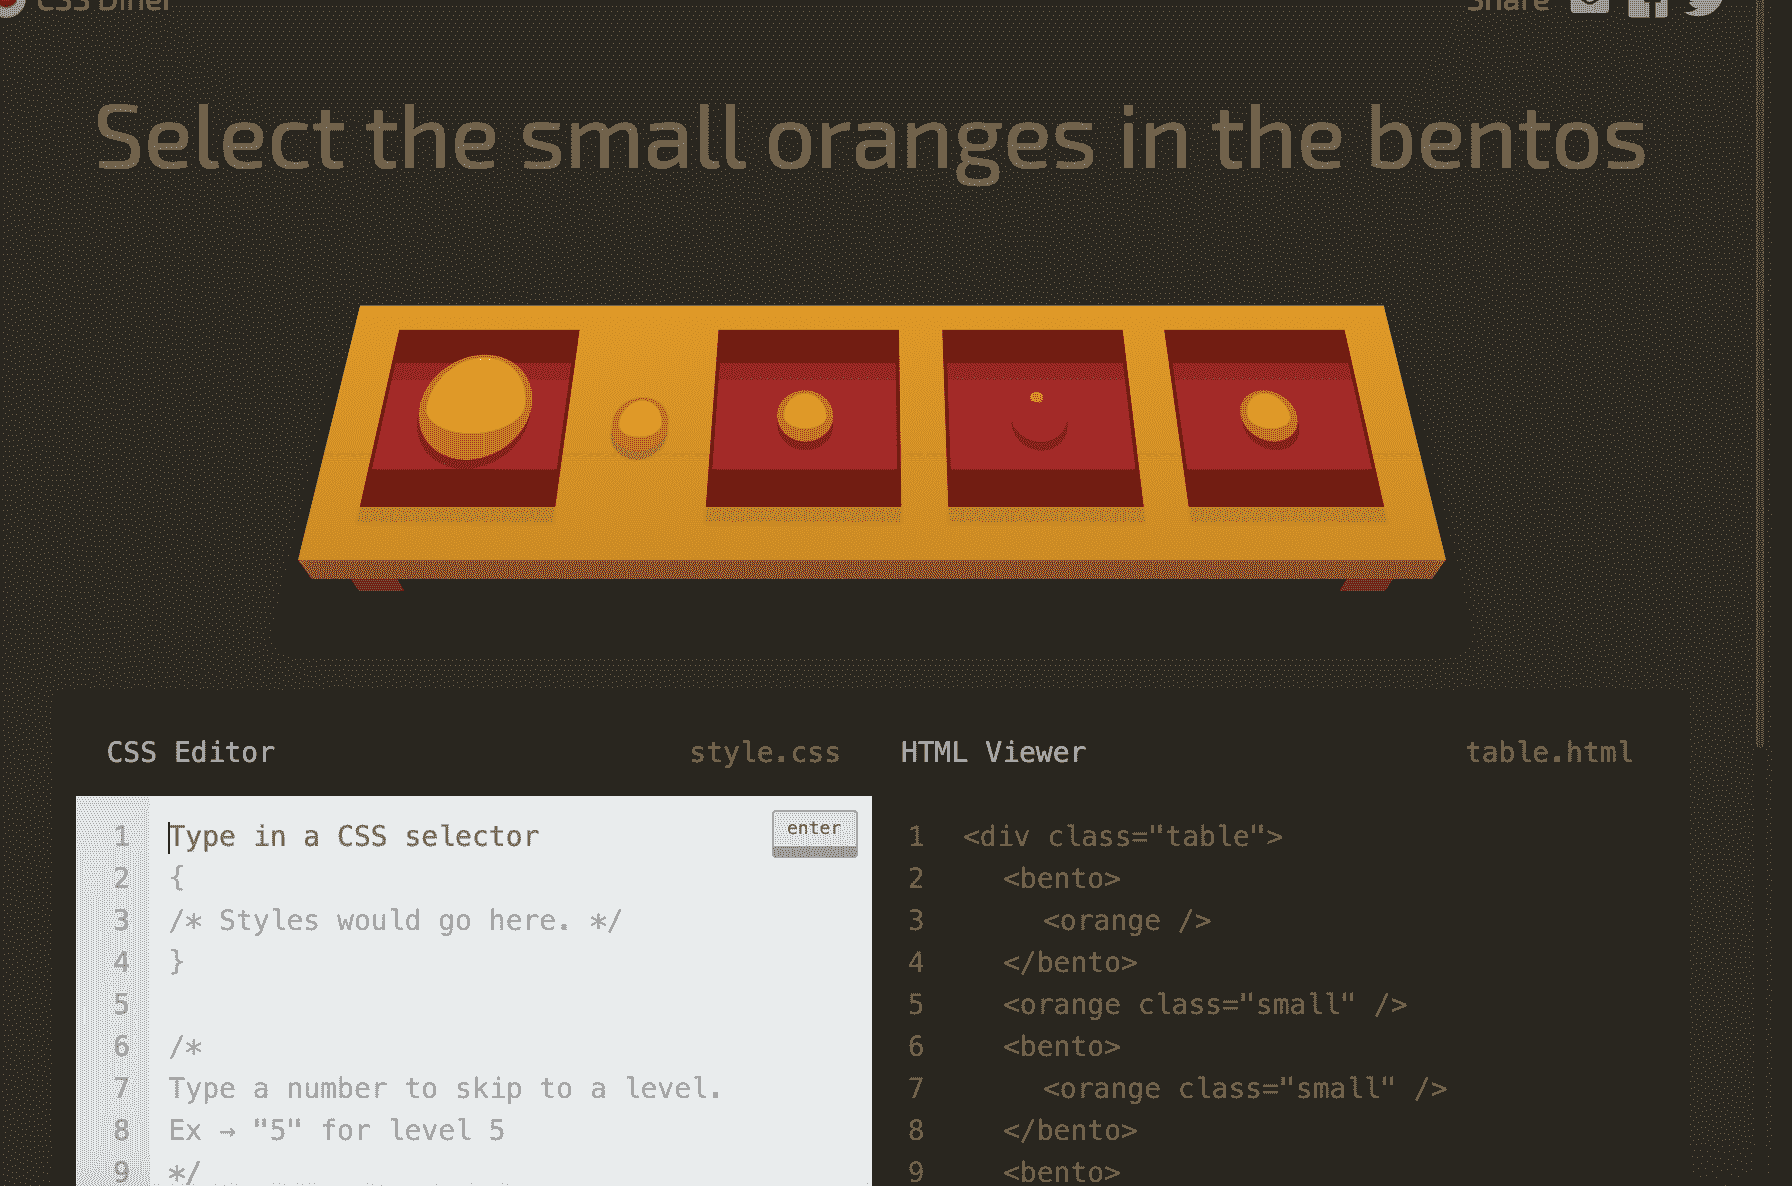 CSS Diner
Share
Select the small oranges in the bentos
CSS Editor
style.css
1 Type in a CSS selector
enter
2 {
3 /* Styles would go here. */
4 }
5
6 /*
7 Type a number to skip to a level.
8 Ex → "5" for level 5
9 */
HTML Viewer
table.html
1 <div class="table">
2 <bento>
3 <orange />
4 </bento>
5 <orange class="small" />
6 <bento>
7 <orange class="small" />
8 </bento>
9 <bento>